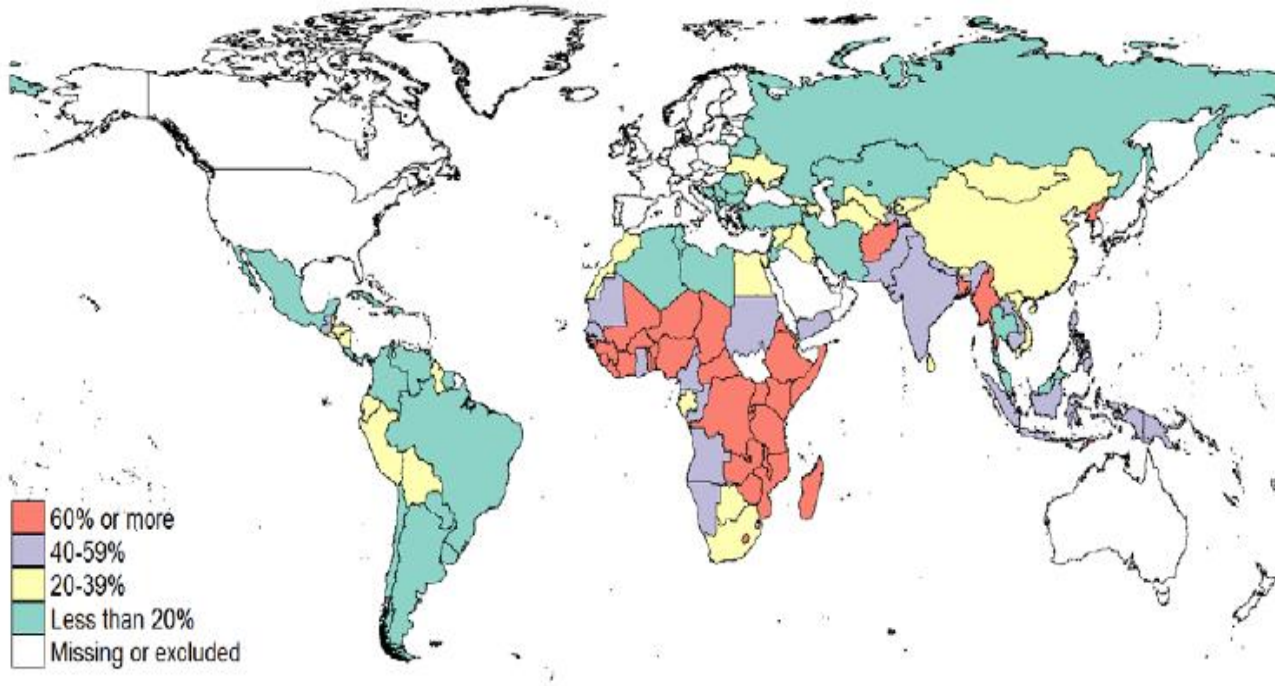 60% or more
40-59%
20-39%
Less than 20%
Missing or excluded